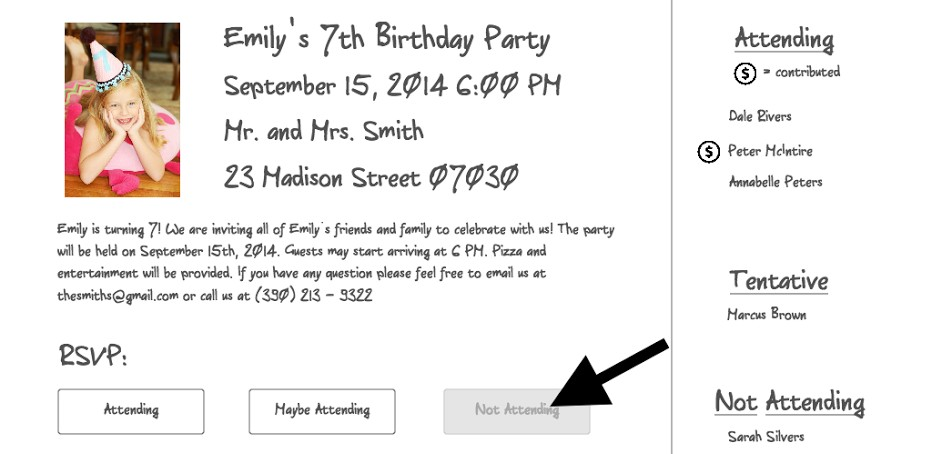 Emily's 7th Birthday Party
September 15, 2014 6:00 PM
Mr. and Mrs. Smith
23 Madison Street 07030
Emily is turning 7! We are inviting all of Emily's friends and family to celebrate with us! The party
will be held on September 15th, 2014. Guests may start arriving at 6 PM. Pizza and
entertainment will be provided. If you have any question please feel free to email us at
thesmiths@gmail.com or call us at (390) 213 - 9322
RSVP:
Attending
Maybe Attending
Not Attending
Attending
$ = contributed
Dale Rivers
$ Peter McIntire
Annabelle Peters
Tentative
Marcus Brown
Not Attending
Sarah Silvers